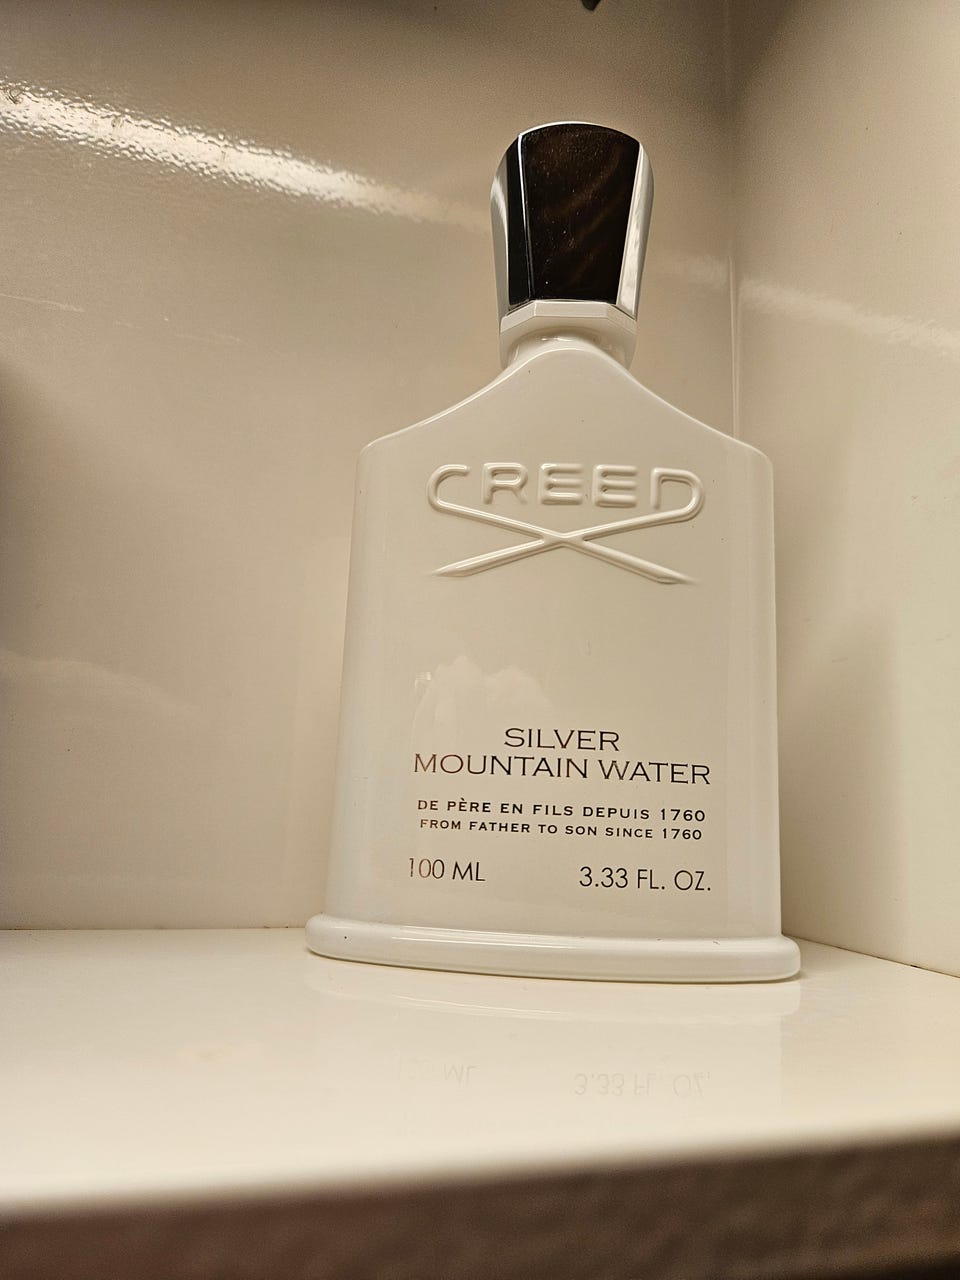 CREED
SILVER
MOUNTAIN WATER
DE PÈRE EN FILS DEPUIS 1760
FROM FATHER TO SON SINCE 1760
100 ML 3.33 FL. OZ.